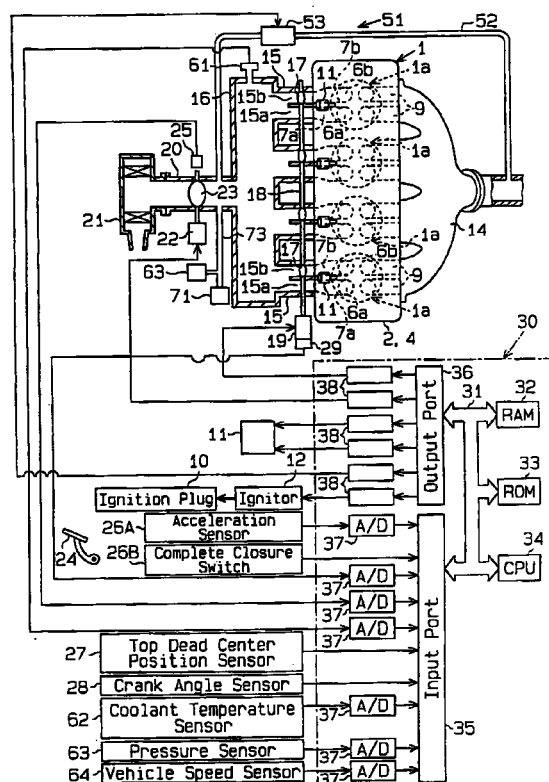 53
51
52
61
15
17
7b
1
16
15b
11
6b
1a
25
20
15a
9
7a
6a
1a
23
18
21
22
73
17
7b
1a
14
15b
6b
9
63
15a
71
11
1a
15
6a
2, 4
19
7a
29
30
36
31
32
38
RAM
11
38
Output Port
33
10
12
38
ROM
Ignition Plug
Ignitor
26A
Acceleration Sensor
A/D
34
24
37
26B
Complete Closure Switch
CPU
37
A/D
37
A/D
37
A/D
27
Top Dead Center Position Sensor
Input Port
28
Crank Angle Sensor
62
Coolant Temperature Sensor
37
A/D
35
63
Pressure Sensor
37
A/D
64
Vehicle Speed Sensor
37
A/D